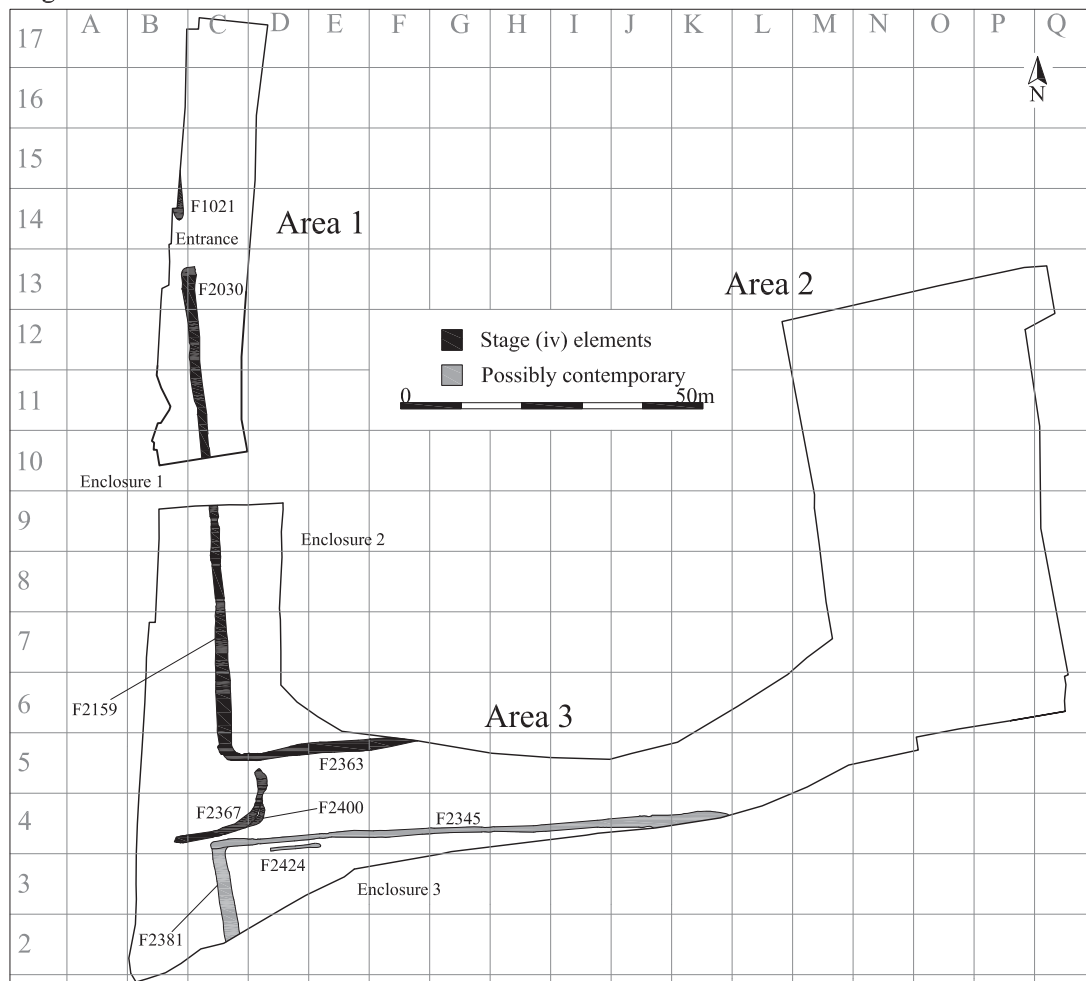 A B C D E F G H I J K L M N O P Q
17
N
16
15
F1021
14
Area 1
Entrance
13
F2030
Area 2
12
Stage (iv) elements
Possibly contemporary
11
0 50m
10
Enclosure 1
9
Enclosure 2
8
7
6
F2159
Area 3
5
F2363
F2367
F2400
F2345
4
F2424
3
Enclosure 3
F2381
2